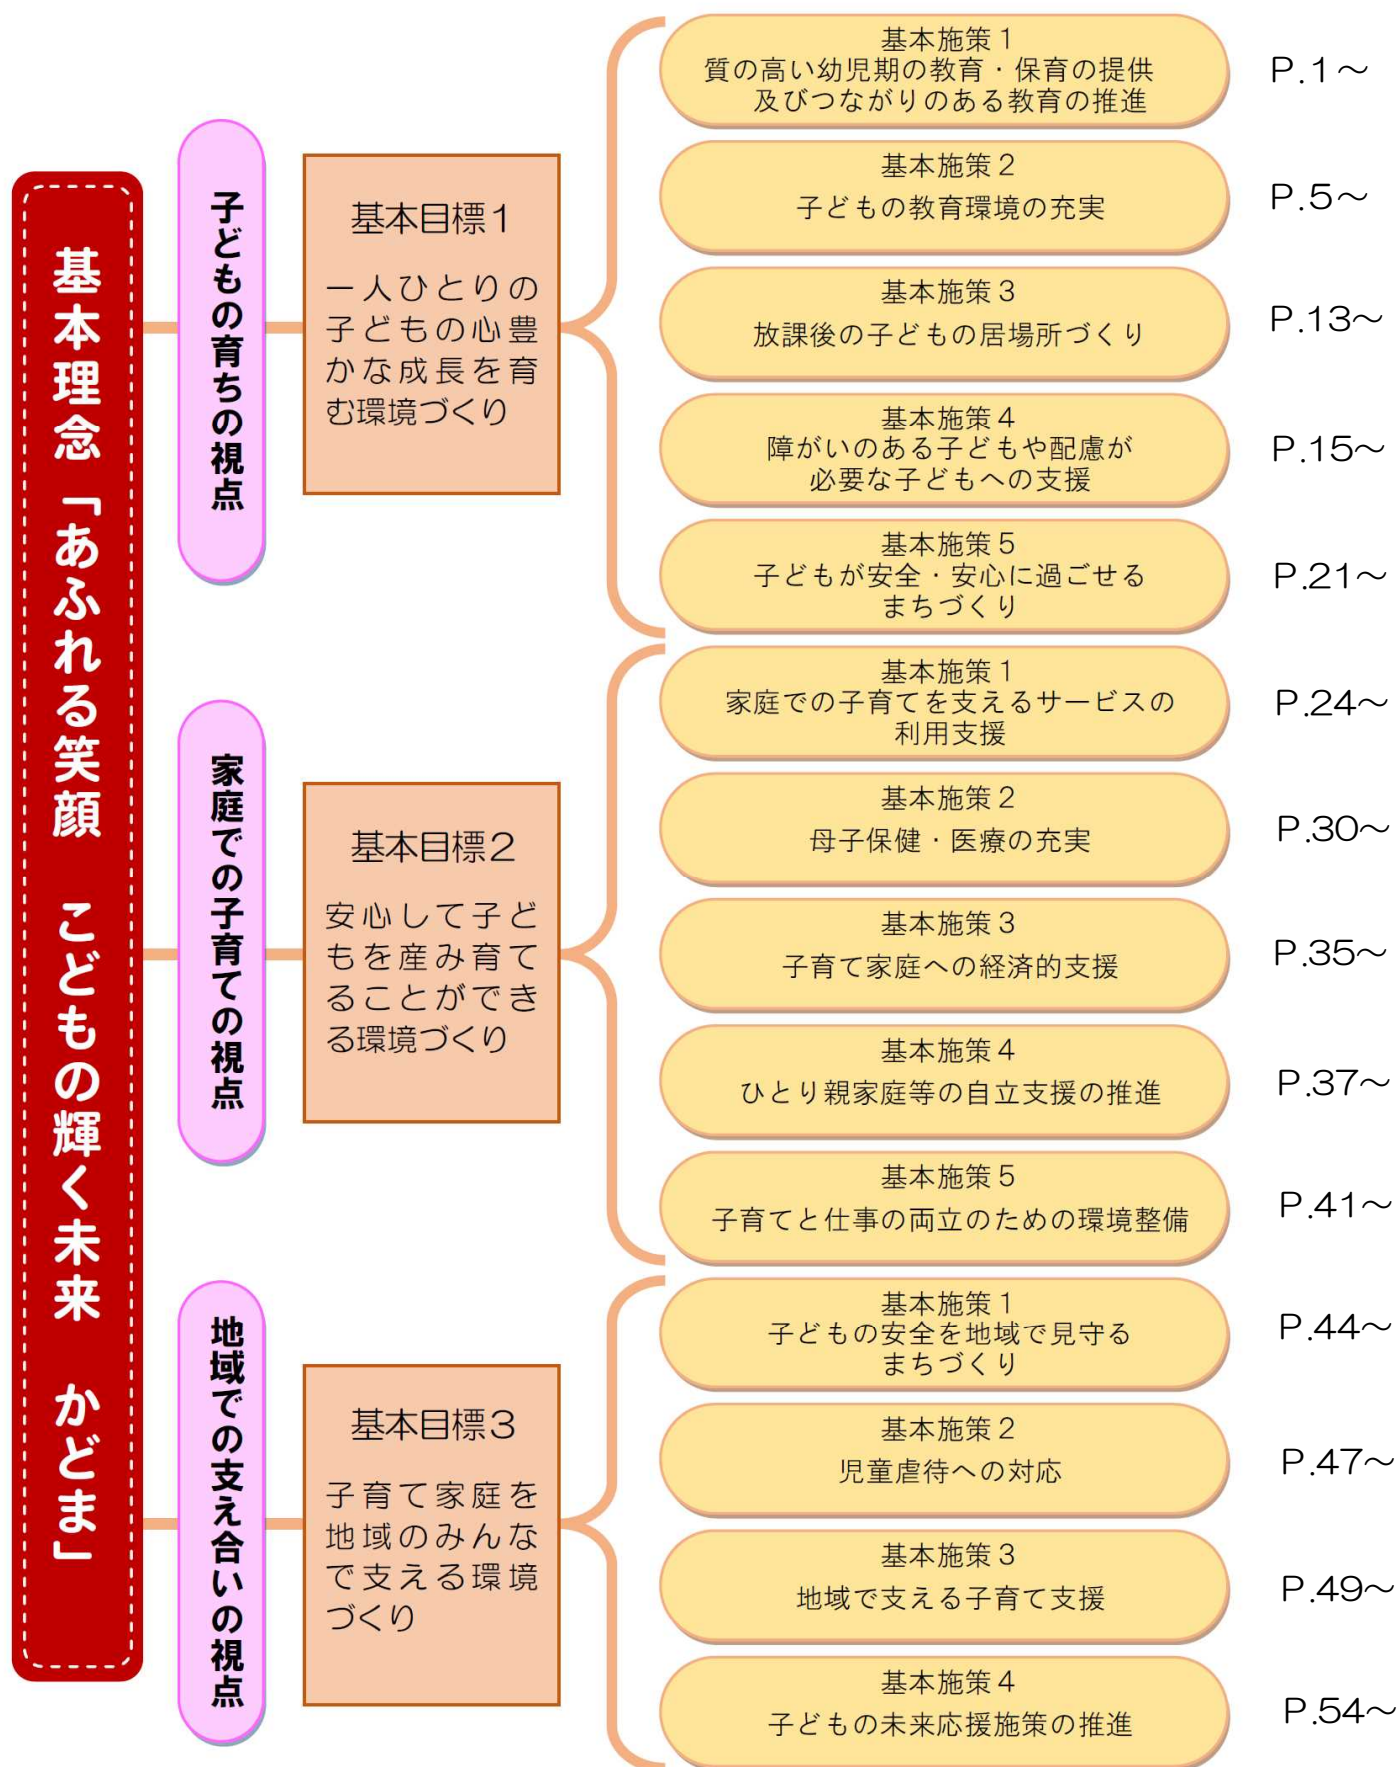 基本理念「あふれる笑顔　こどもの輝く未来　かどま」
子どもの育ちの視点
基本目標1
一人ひとりの
子どもの心豊
かな成長を育
む環境づくり
基本施策1
質の高い幼児期の教育・保育の提供
及びつながりのある教育の推進
P.1～
基本施策2
子どもの教育環境の充実
P.5～
基本施策3
放課後の子どもの居場所づくり
P.13～
基本施策4
障がいのある子どもや配慮が
必要な子どもへの支援
P.15～
基本施策5
子どもが安全・安心に過ごせる
まちづくり
P.21～
家庭での子育ての視点
基本目標2
安心して子ど
もを産み育て
ることができ
る環境づくり
基本施策1
家庭での子育てを支えるサービスの
利用支援
P.24～
基本施策2
母子保健・医療の充実
P.30～
基本施策3
子育て家庭への経済的支援
P.35～
基本施策4
ひとり親家庭等の自立支援の推進
P.37～
基本施策5
子育てと仕事の両立のための環境整備
P.41～
地域での支え合いの視点
基本目標3
子育て家庭を
地域のみんな
で支える環境
づくり
基本施策1
子どもの安全を地域で見守る
まちづくり
P.44～
基本施策2
児童虐待への対応
P.47～
基本施策3
地域で支える子育て支援
P.49～
基本施策4
子どもの未来応援施策の推進
P.54～